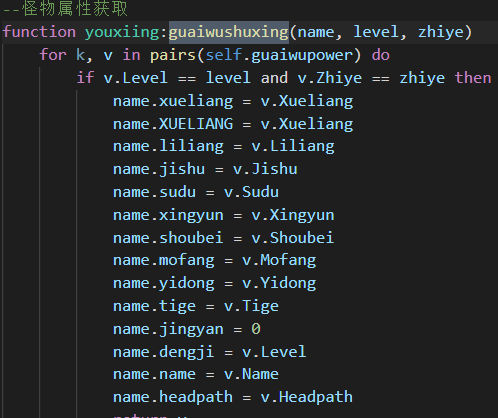 --怪物属性获取
function youxiing:guaiwushuxing(name, level, zhiye)
    for k, v in pairs(self.guaiwupower) do
        if v.Level == level and v.Zhiye == zhiye then
            name.xueliang = v.Xueliang
            name.XUELIANG = v.Xueliang
            name.liliang = v.Liliang
            name.jishu = v.Jishu
            name.sudu = v.Sudu
            name.xingyun = v.Xingyun
            name.shoubei = v.Shoubei
            name.mofang = v.Mofang
            name.yidong = v.Yidong
            name.tige = v.Tige
            name.jingyan = 0
            name.dengji = v.Level
            name.name = v.Name
            name.headpath = v.Headpath